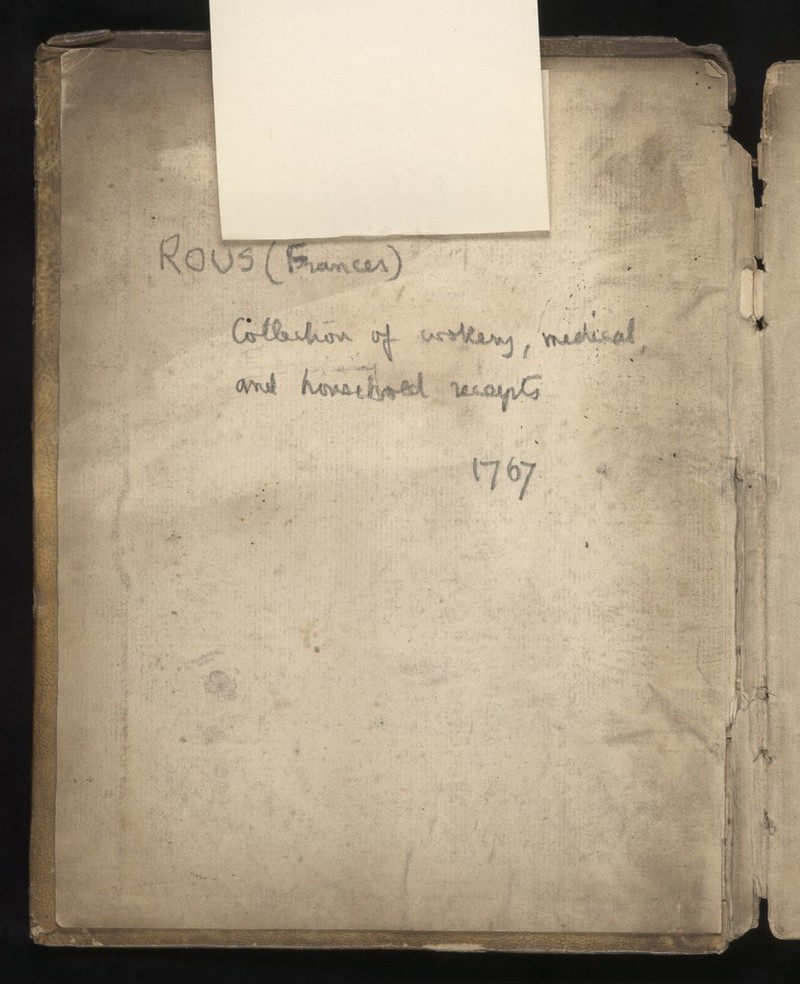 ROUS (Frances)
Collection of cookery, medical,
and household receipts
1767